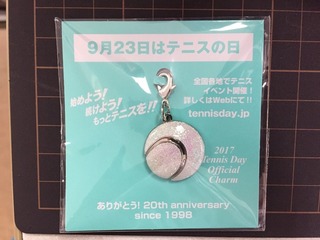 9月23日はテニスの日
始めよう!
続けよう!
もっとテニスを!!
全国各地でテニス
イベント開催!
詳しくはWebにて!!
tennisday.jp
2017
Tennis Day
Official
Charm
ありがとう! 20th anniversary
since 1998